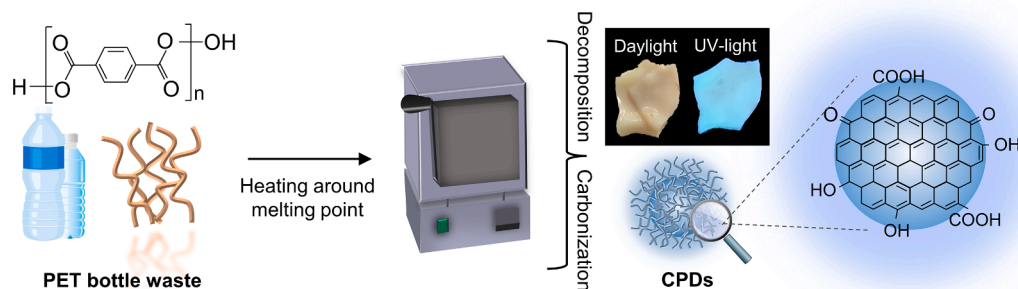 O
O
OH
H
O
O
n
PET bottle waste
Heating around
melting point
Decomposition
Carbonization
Daylight UV-light
CPDs
COOH
O
O
OH
HO
OH
COOH